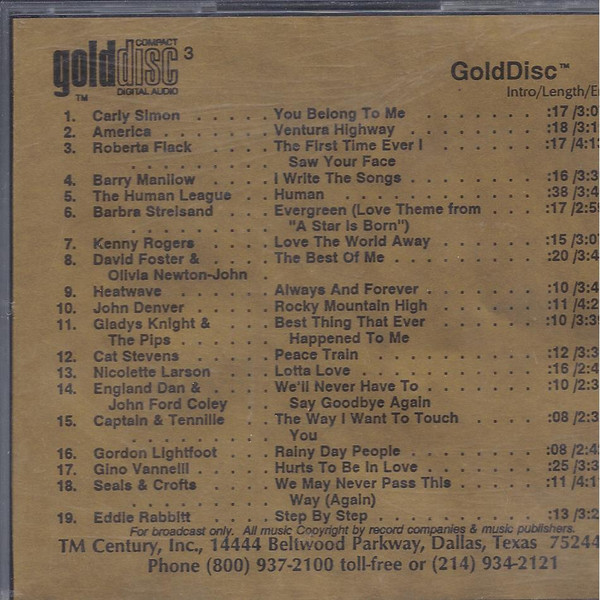 COMPACT
golddisc 3
TM DIGITAL AUDIO
GoldDisc™
Intro/Length/E
1. Carly Simon . . . . . You Belong To Me . . . . . . . :17 /3:0
2. America . . . . . . . Ventura Highway . . . . . . . :18 /3:1
3. Roberta Flack . . . . The First Time Ever I . . . . . :17 /4:1
. . . . . . . . . . Saw Your Face
4. Barry Manilow . . . . I Write The Songs . . . . . . . :16 /3:3
5. The Human League . . Human . . . . . . . . . . . :38 /3:4
6. Barbra Streisand . . . Evergreen (Love Theme from . . :17 /2:5
. . . . . . . . . . "A Star is Born")
7. Kenny Rogers . . . . Love The World Away . . . . . :15 /3:0
8. David Foster & . . . . The Best Of Me . . . . . . . . :20 /3:4
Olivia Newton-John .
9. Heatwave . . . . . . Always And Forever . . . . . . :10 /3:4
10. John Denver . . . . . Rocky Mountain High . . . . . :11 /4:2
11. Gladys Knight & . . . Best Thing That Ever . . . . . :10 /3:3
The Pips . . . . . . Happened To Me
12. Cat Stevens . . . . . Peace Train . . . . . . . . . :12 /3:3
13. Nicolette Larson . . . Lotta Love . . . . . . . . . . :16 /2:4
14. England Dan & . . . . We'll Never Have To . . . . . . :10 /2:3
John Ford Coley . . . Say Goodbye Again
15. Captain & Tennille . . . The Way I Want To Touch . . . :08 /2:3
. . . . . . . . . . You
16. Gordon Lightfoot . . . Rainy Day People . . . . . . . :08 /2:4
17. Gino Vannelli . . . . Hurts To Be In Love . . . . . . :25 /3:3
18. Seals & Crofts . . . . We May Never Pass This . . . . :11 /4:1
. . . . . . . . . . Way (Again)
19. Eddie Rabbitt . . . . Step By Step . . . . . . . . . :13 /3:2
For broadcast only. All music Copyright by record companies & music publishers.
TM Century, Inc., 14444 Beltwood Parkway, Dallas, Texas 75244
Phone (800) 937-2100 toll-free or (214) 934-2121